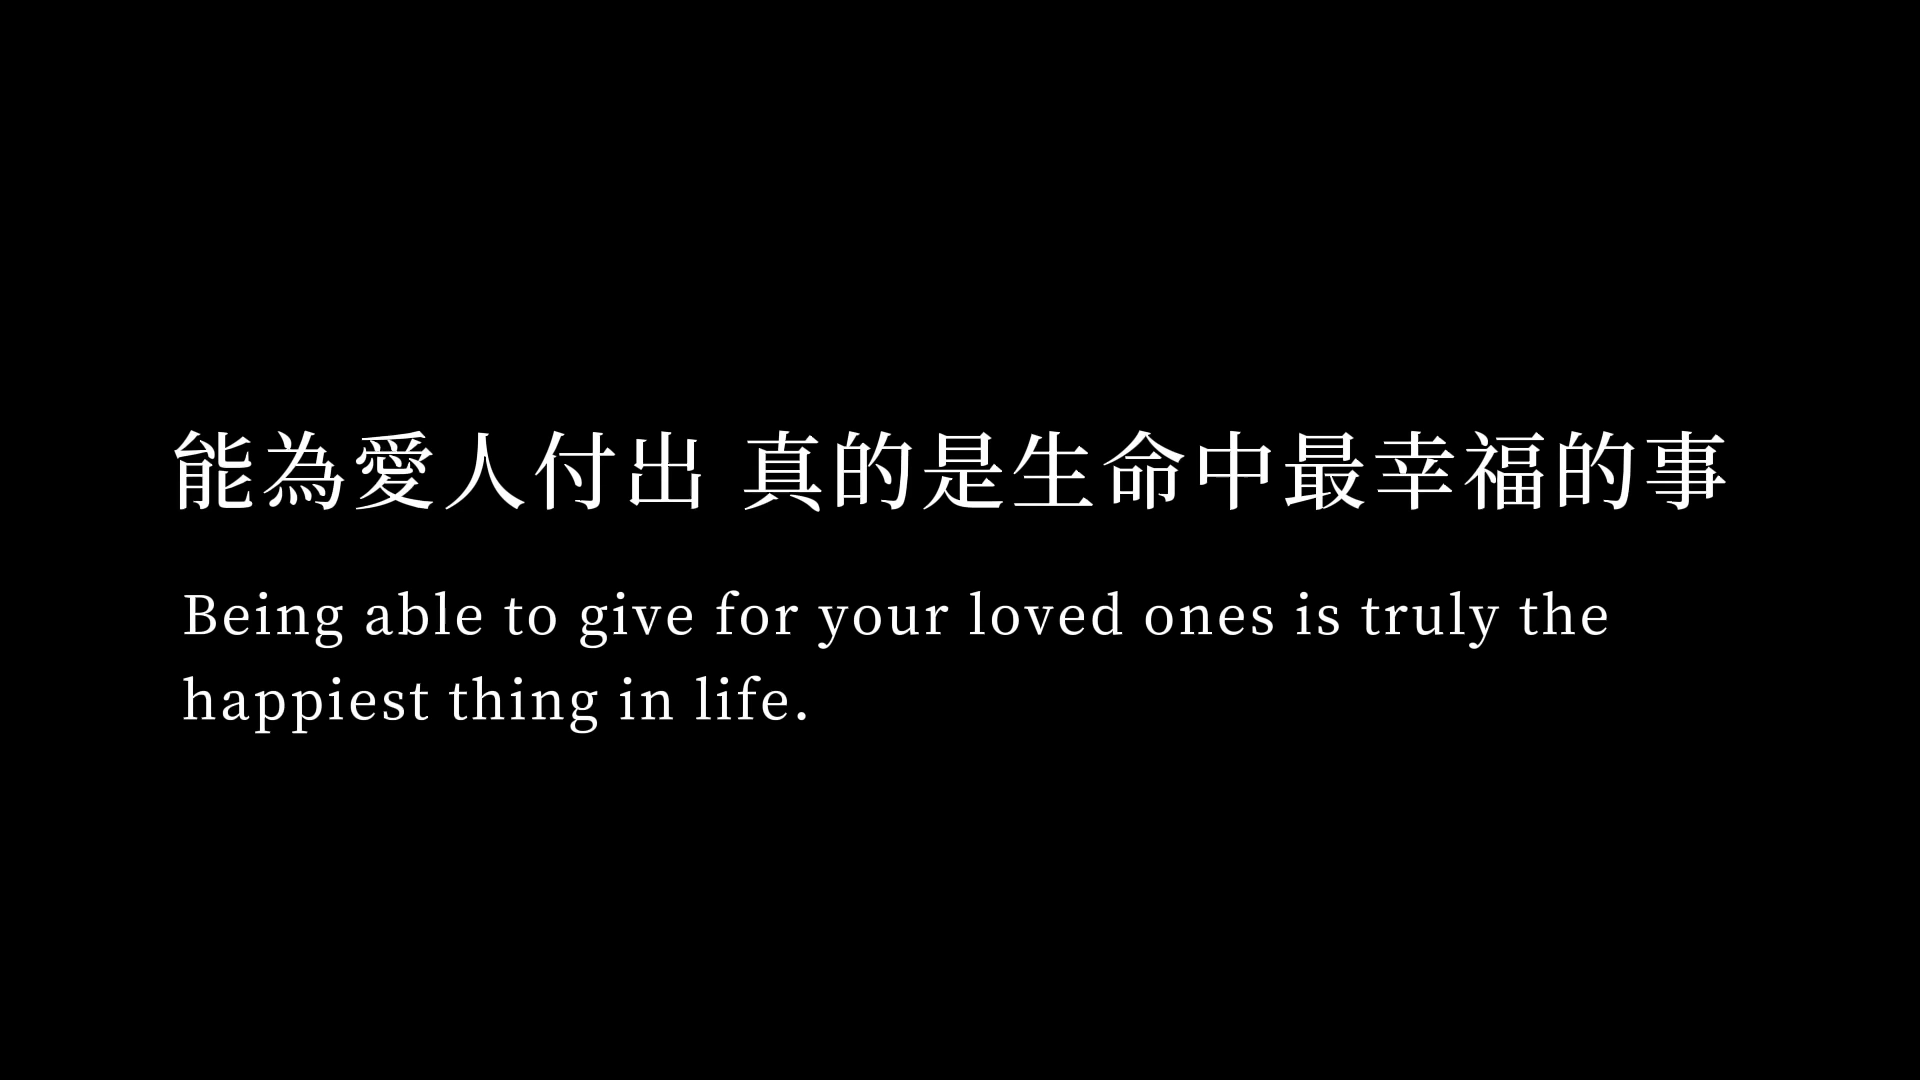 能為愛人付出 真的是生命中最幸福的事
Being able to give for your loved ones is truly the
happiest thing in life.